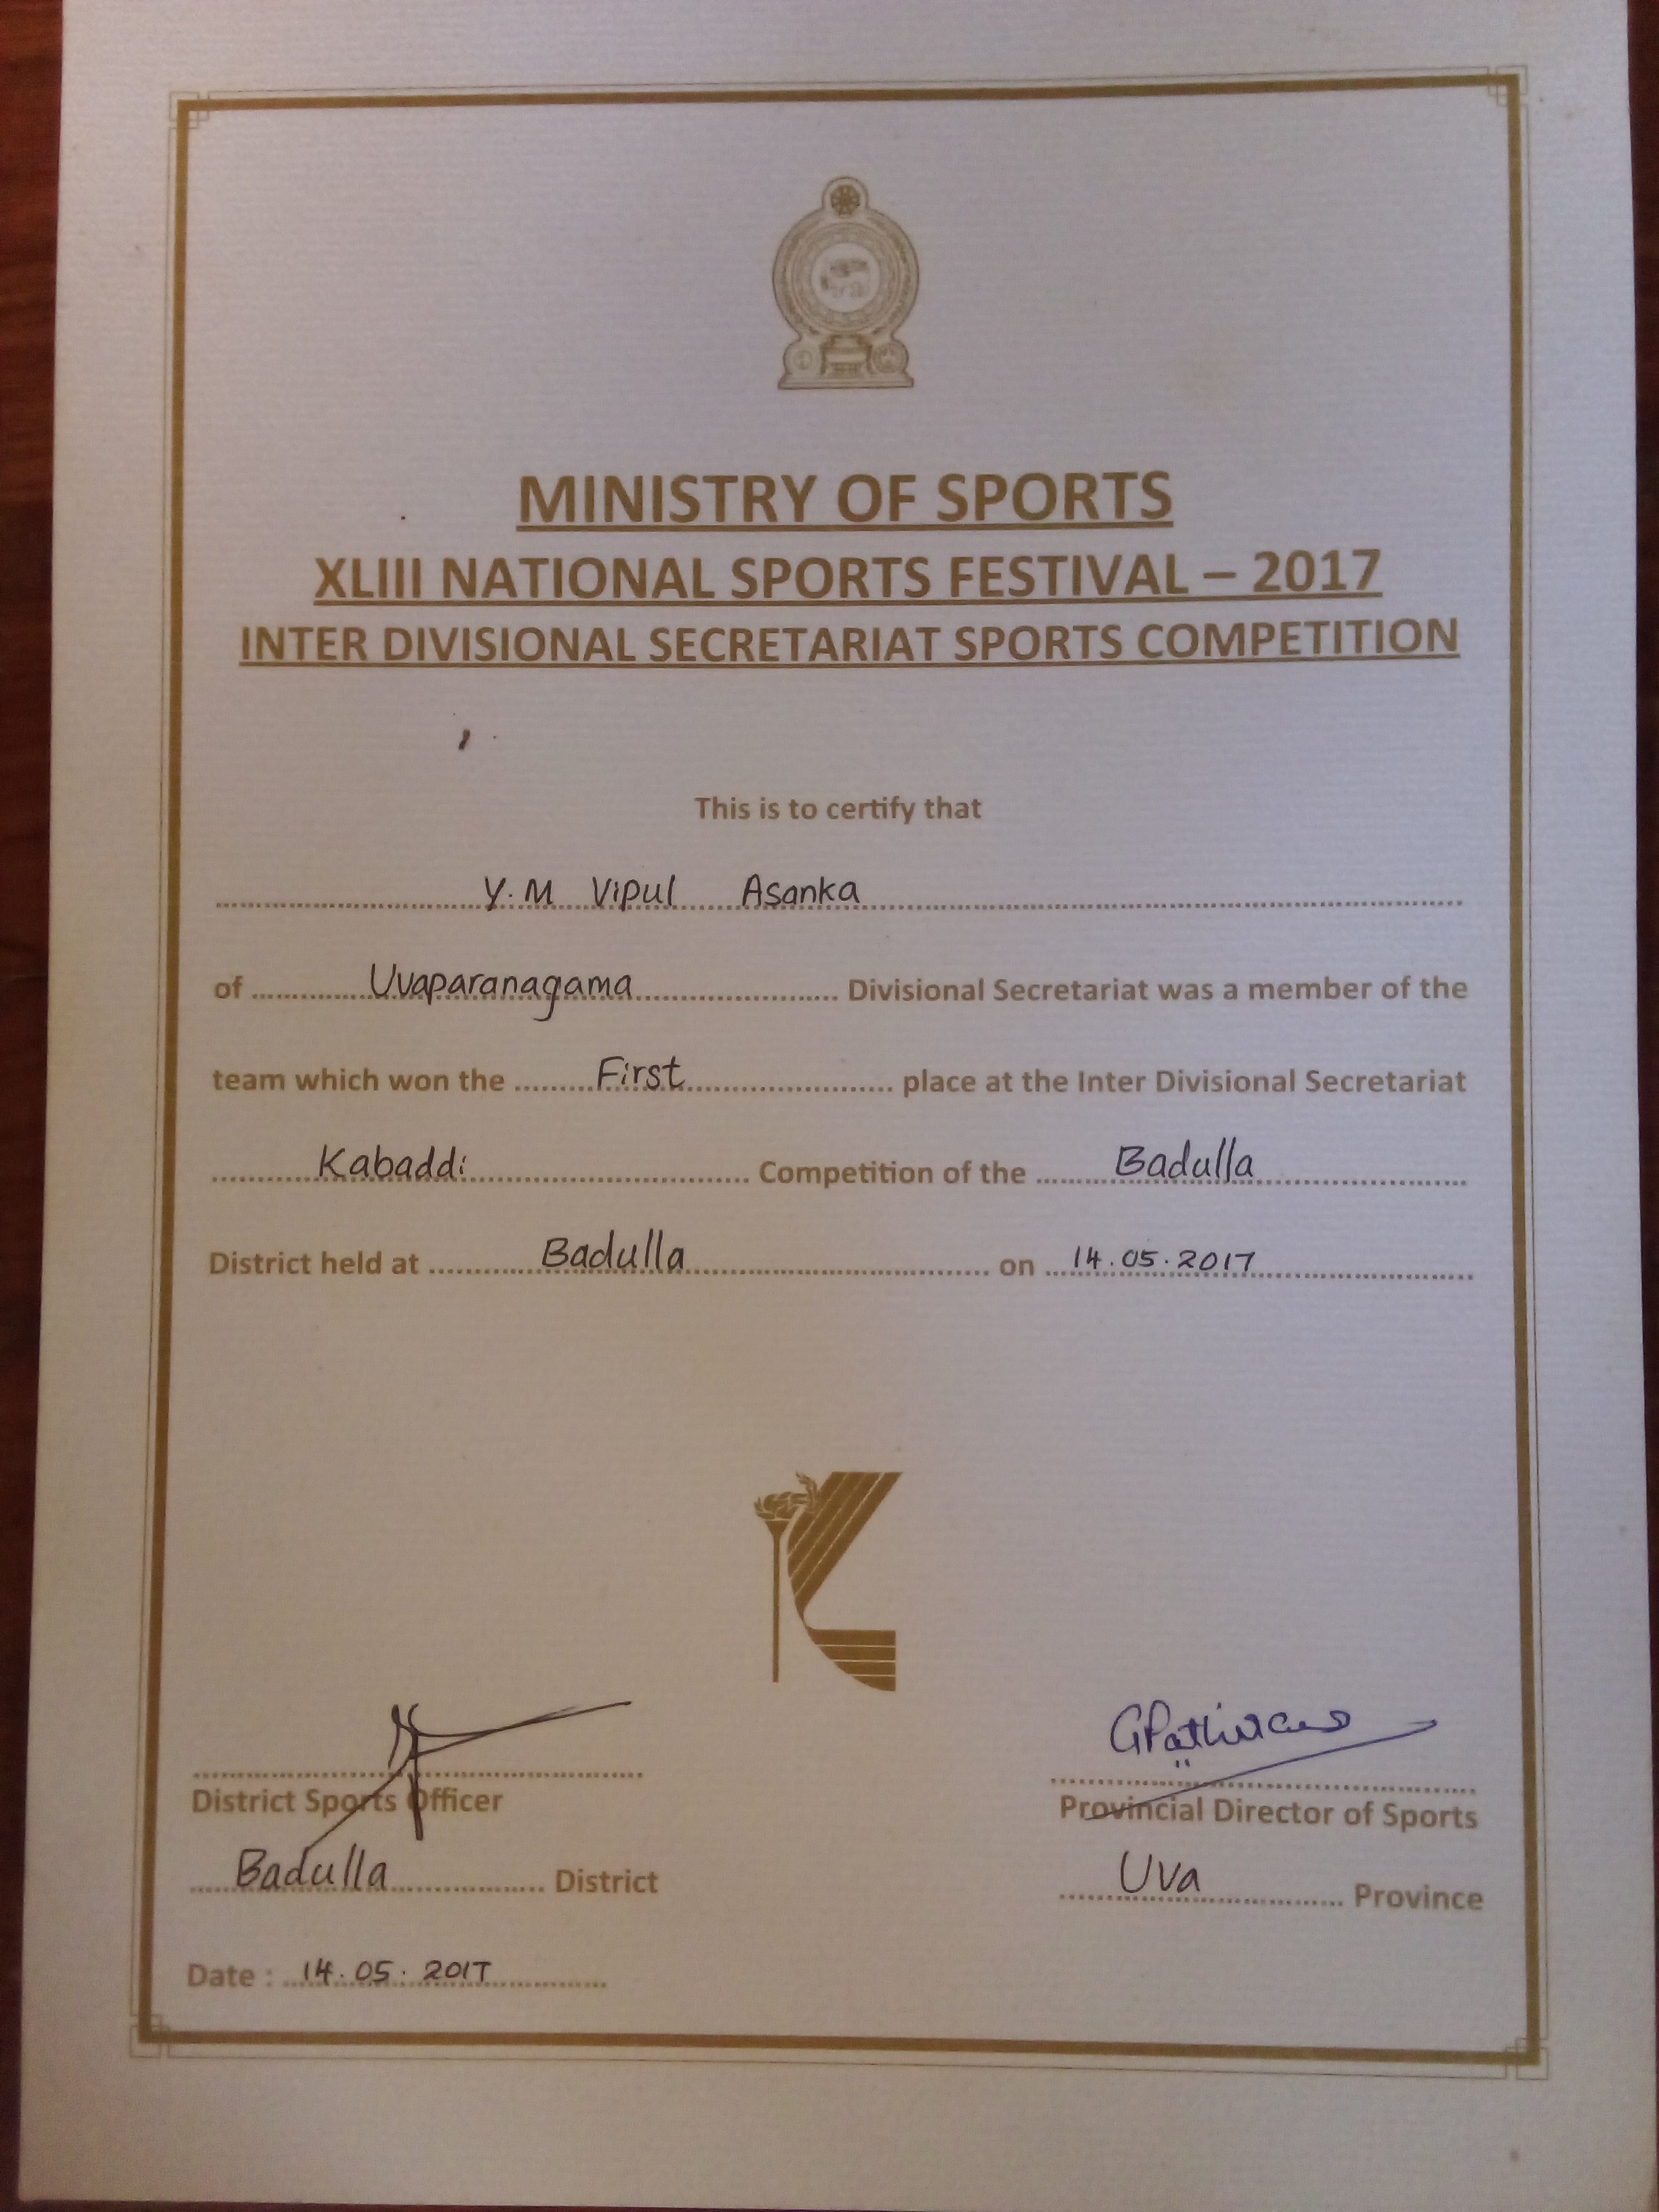 MINISTRY OF SPORTS
XLIII NATIONAL SPORTS FESTIVAL – 2017
INTER DIVISIONAL SECRETARIAT SPORTS COMPETITION
This is to certify that
Y.M Vipul Asanka
of Uvaparanagama Divisional Secretariat was a member of the
team which won the First place at the Inter Divisional Secretariat
Kabaddi Competition of the Badulla
District held at Badulla on 14.05.2017
District Sports Officer
Provincial Director of Sports
Badulla District
Uva Province
Date : 14.05.2017